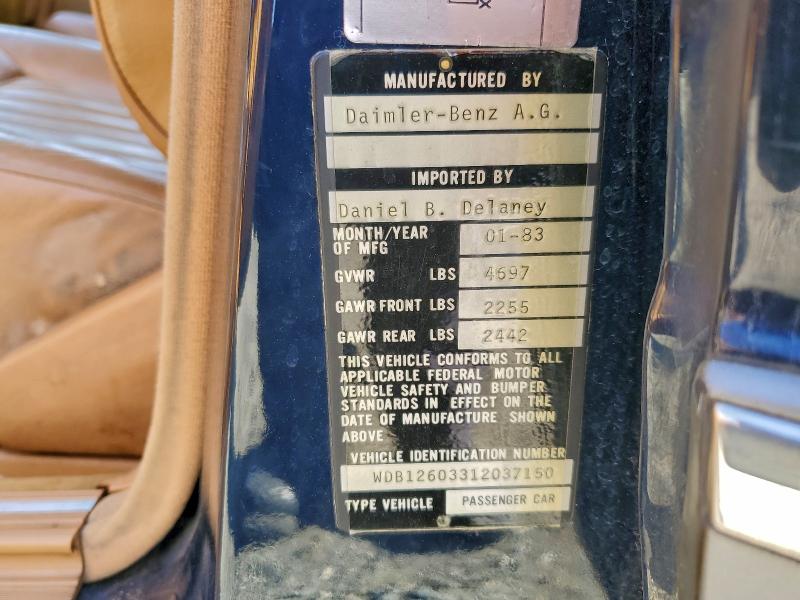 x
MANUFACTURED BY
Daimler-Benz A.G.
IMPORTED BY
Daniel B. Delaney
MONTH/YEAR OF MFG 01-83
GVWR LBS 4697
GAWR FRONT LBS 2255
GAWR REAR LBS 2442
THIS VEHICLE CONFORMS TO ALL
APPLICABLE FEDERAL MOTOR
VEHICLE SAFETY AND BUMPER
STANDARDS IN EFFECT ON THE
DATE OF MANUFACTURE SHOWN
ABOVE
VEHICLE IDENTIFICATION NUMBER
WDB12603312037150
TYPE VEHICLE PASSENGER CAR